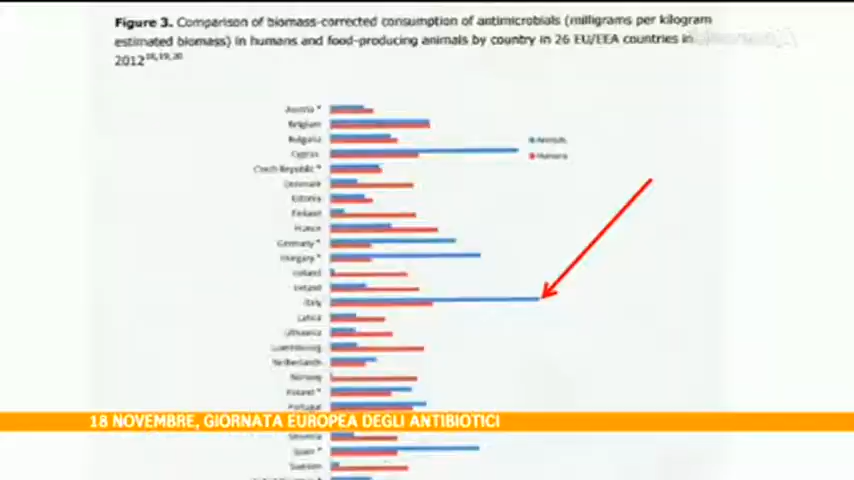 Figure 3. Comparison of biomass-corrected consumption of antimicrobials (milligrams per kilogram
estimated biomass) in humans and food-producing animals by country in 26 EU/EEA countries in
2012¹⁸,¹⁹,²⁰
Austria *
Belgium
Bulgaria
Cyprus
Animals
Czech Republic *
Humans
Denmark
Estonia
Finland
France
Germany *
Hungary *
Iceland
Ireland
Italy
Latvia
Lithuania
Luxembourg
Netherlands
Norway
Poland *
Portugal
18 NOVEMBRE, GIORNATA EUROPEA DEGLI ANTIBIOTICI
Slovenia
Spain *
Sweden